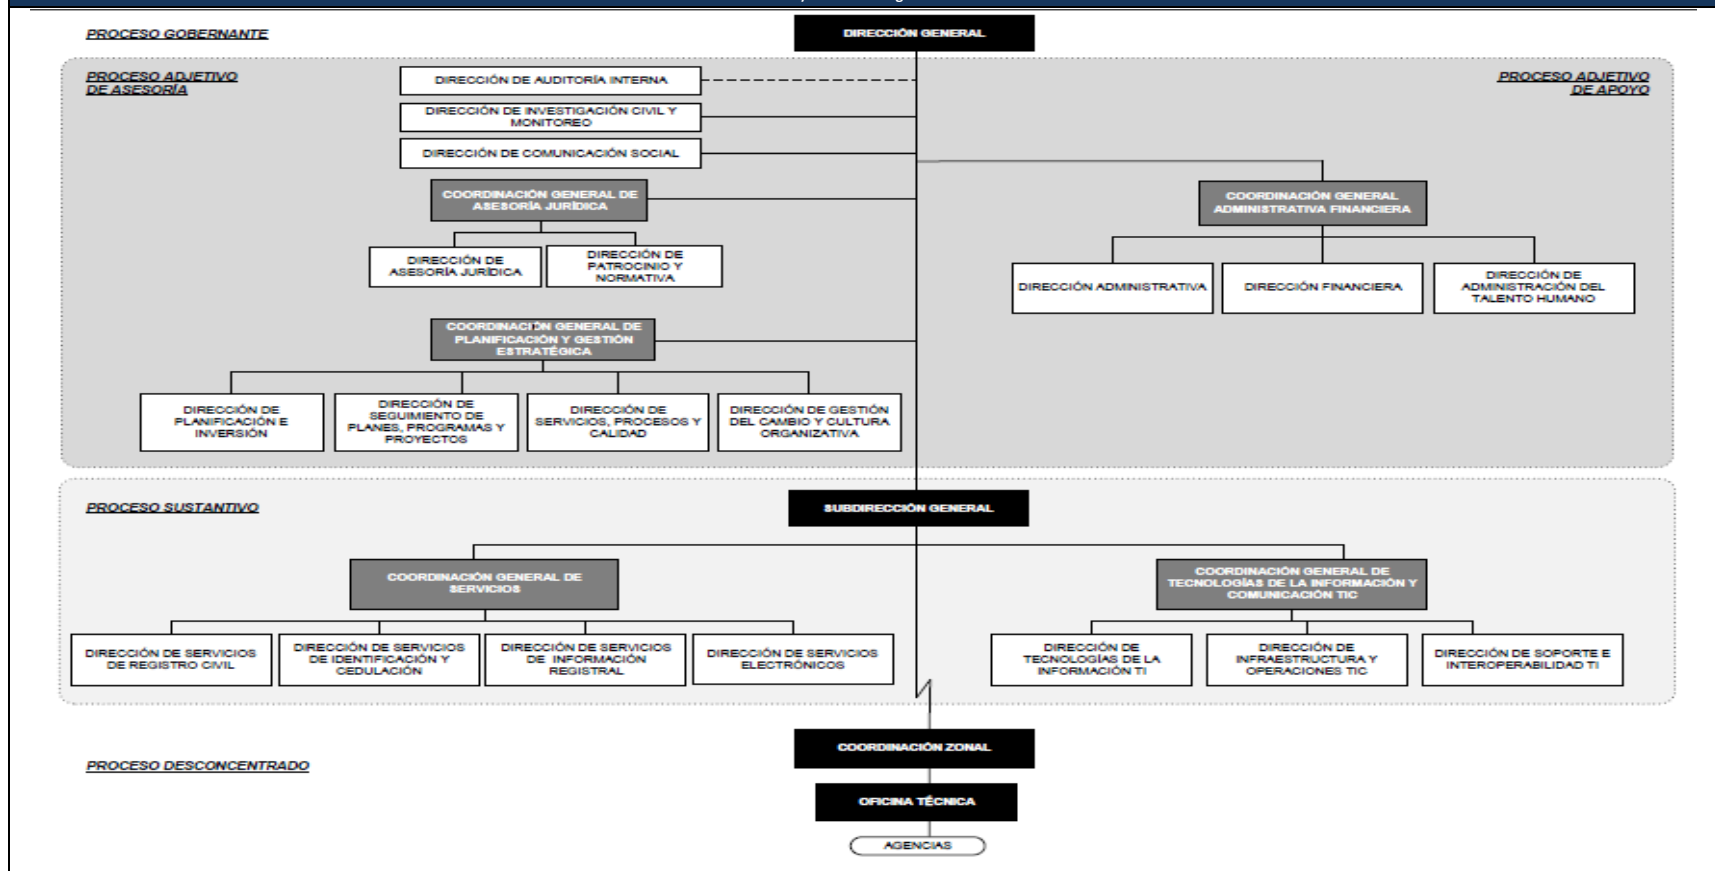 PROCESO GOBERNANTE
DIRECCIÓN GENERAL
PROCESO ADJETIVO
DE ASESORÍA
PROCESO ADJETIVO
DE APOYO
DIRECCIÓN DE AUDITORÍA INTERNA
DIRECCIÓN DE INVESTIGACIÓN CIVIL Y
MONITOREO
DIRECCIÓN DE COMUNICACIÓN SOCIAL
COORDINACIÓN GENERAL DE
ASESORÍA JURÍDICA
DIRECCIÓN DE
ASESORÍA JURÍDICA
DIRECCIÓN DE
PATROCINIO Y
NORMATIVA
COORDINACIÓN GENERAL
ADMINISTRATIVA FINANCIERA
DIRECCIÓN ADMINISTRATIVA
DIRECCIÓN FINANCIERA
DIRECCIÓN DE
ADMINISTRACIÓN DEL
TALENTO HUMANO
COORDINACIÓN GENERAL DE
PLANIFICACIÓN Y GESTIÓN
ESTRATÉGICA
DIRECCIÓN DE
PLANIFICACIÓN E
INVERSIÓN
DIRECCIÓN DE
SEGUIMIENTO DE
PLANES, PROGRAMAS Y
PROYECTOS
DIRECCIÓN DE
SERVICIOS, PROCESOS Y
CALIDAD
DIRECCIÓN DE GESTIÓN
DEL CAMBIO Y CULTURA
ORGANIZATIVA
PROCESO SUSTANTIVO
SUBDIRECCIÓN GENERAL
COORDINACIÓN GENERAL DE
SERVICIOS
COORDINACIÓN GENERAL DE
TECNOLOGÍAS DE LA INFORMACIÓN Y
COMUNICACIÓN TIC
DIRECCIÓN DE SERVICIOS
DE REGISTRO CIVIL
DIRECCIÓN DE SERVICIOS
DE IDENTIFICACIÓN Y
CEDULACIÓN
DIRECCIÓN DE SERVICIOS
DE INFORMACIÓN
REGISTRAL
DIRECCIÓN DE SERVICIOS
ELECTRÓNICOS
DIRECCIÓN DE
TECNOLOGÍAS DE LA
INFORMACIÓN TI
DIRECCIÓN DE
INFRAESTRUCTURA Y
OPERACIONES TIC
DIRECCIÓN DE SOPORTE E
INTEROPERABILIDAD TI
COORDINACIÓN ZONAL
PROCESO DESCONCENTRADO
OFICINA TÉCNICA
AGENCIAS